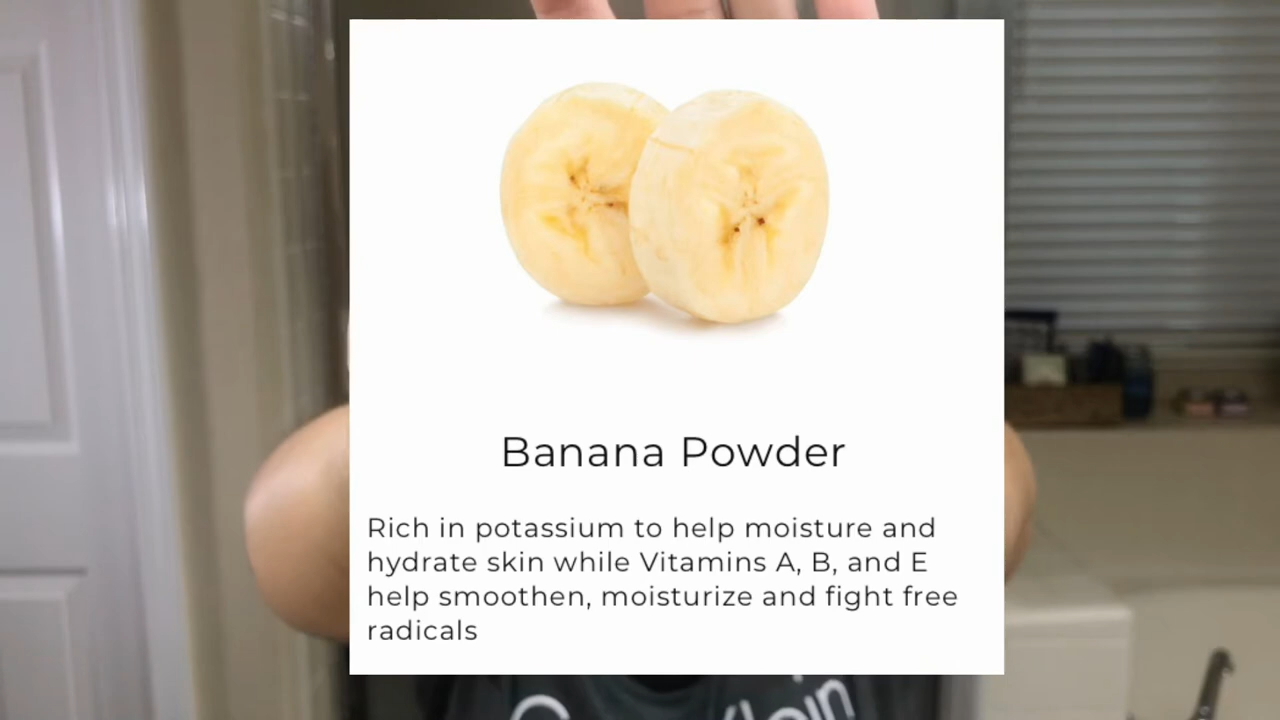 Banana Powder
Rich in potassium to help moisture and
hydrate skin while Vitamins A, B, and E
help smoothen, moisturize and fight free
radicals